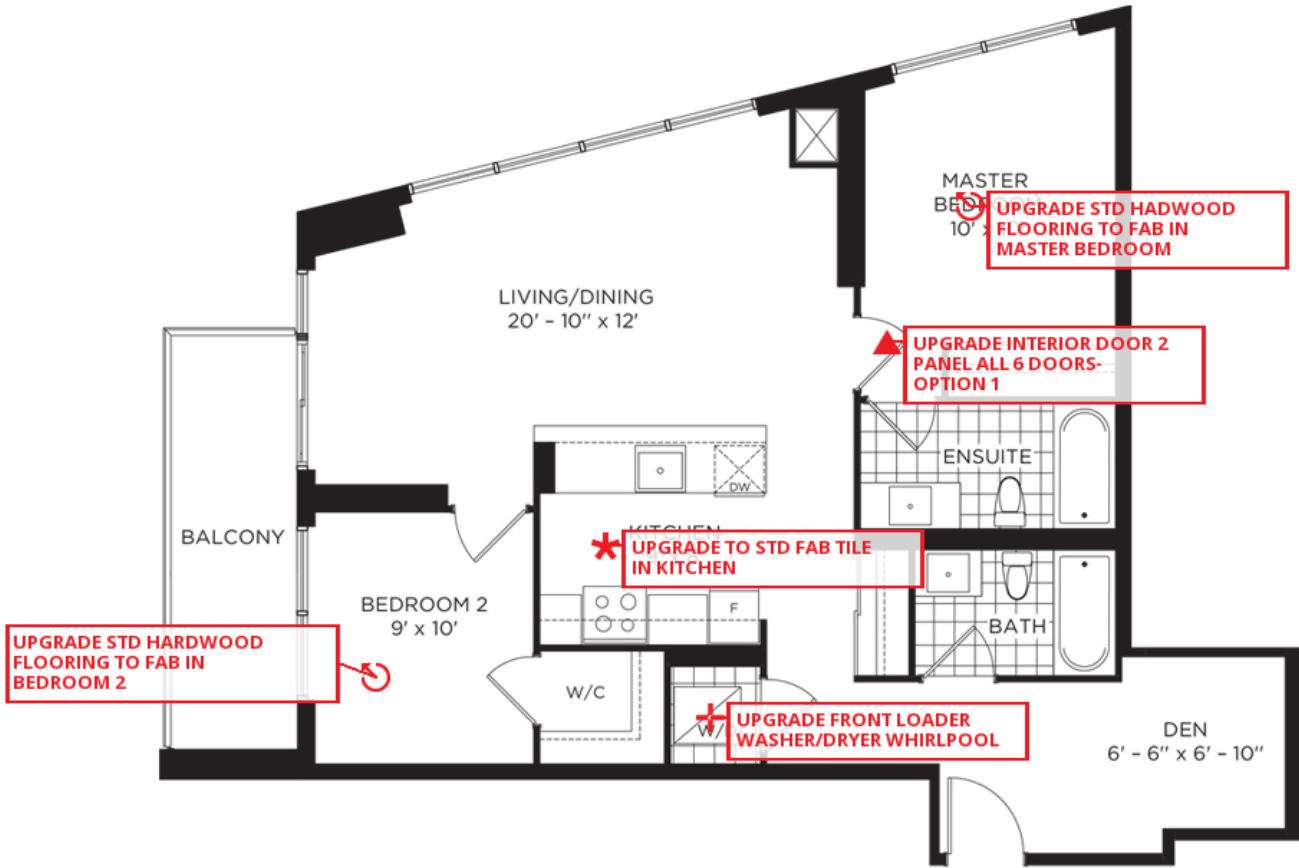 MASTER
UPGRADE STD HADWOOD
FLOORING TO FAB IN
MASTER BEDROOM
10'
LIVING/DINING
20' - 10" x 12'
UPGRADE INTERIOR DOOR 2
PANEL ALL 6 DOORS-
OPTION 1
ENSUITE
DW
BALCONY
KITCHEN
UPGRADE TO STD FAB TILE
IN KITCHEN
BEDROOM 2
9' x 10'
F
BATH
UPGRADE STD HARDWOOD
FLOORING TO FAB IN
BEDROOM 2
W/C
UPGRADE FRONT LOADER
WASHER/DRYER WHIRLPOOL
DEN
6' - 6" x 6' - 10"